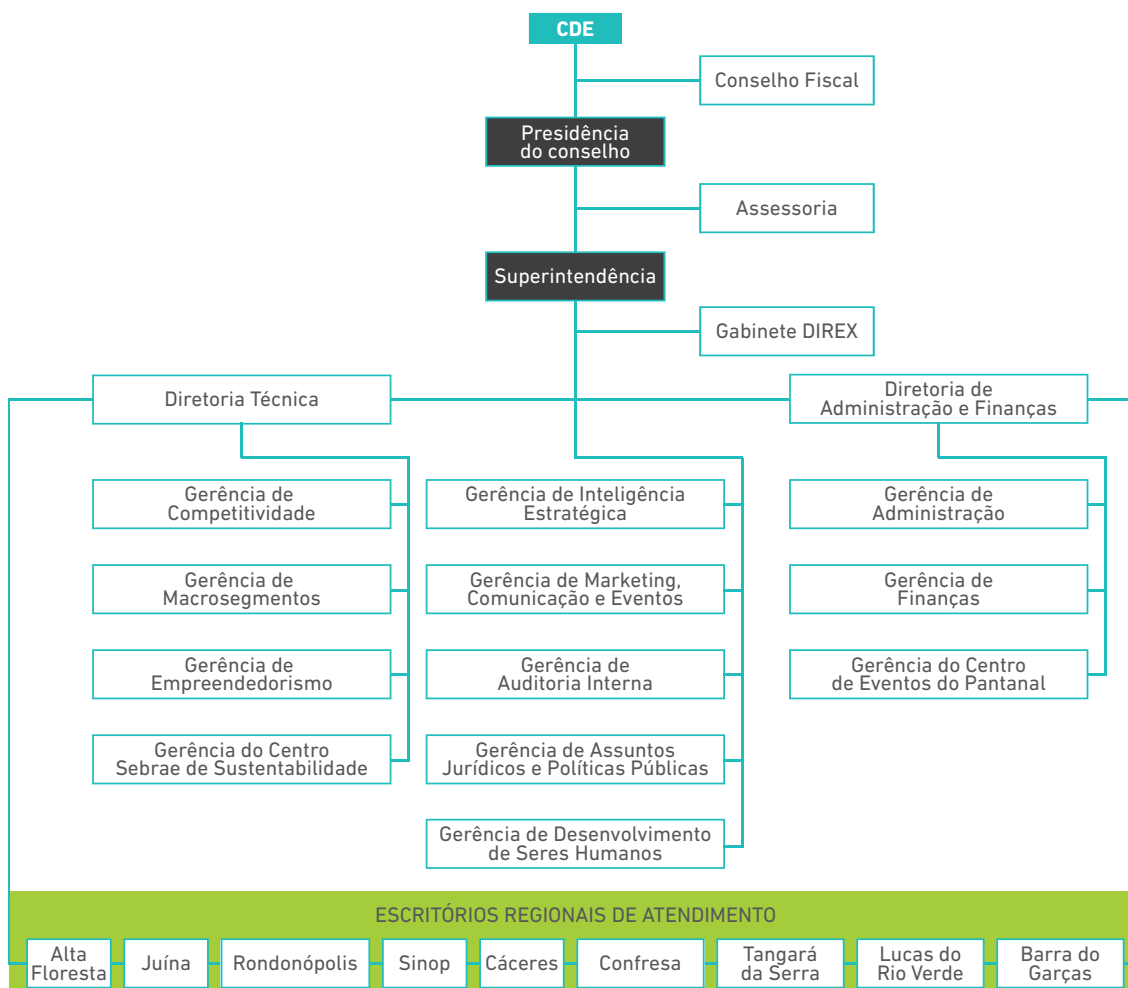 CDE
Conselho Fiscal
Presidência
do conselho
Assessoria
Superintendência
Gabinete DIREX
Diretoria Técnica
Diretoria de
Administração e Finanças
Gerência de
Competitividade
Gerência de Inteligência
Estratégica
Gerência de
Administração
Gerência de
Macrosegmentos
Gerência de Marketing,
Comunicação e Eventos
Gerência de
Finanças
Gerência de
Empreendedorismo
Gerência de
Auditoria Interna
Gerência do Centro
de Eventos do Pantanal
Gerência do Centro
Sebrae de Sustentabilidade
Gerência de Assuntos
Jurídicos e Políticas Públicas
Gerência de Desenvolvimento
de Seres Humanos
ESCRITÓRIOS REGIONAIS DE ATENDIMENTO
Alta
Floresta
Juína
Rondonópolis
Sinop
Cáceres
Confresa
Tangará
da Serra
Lucas do
Rio Verde
Barra do
Garças